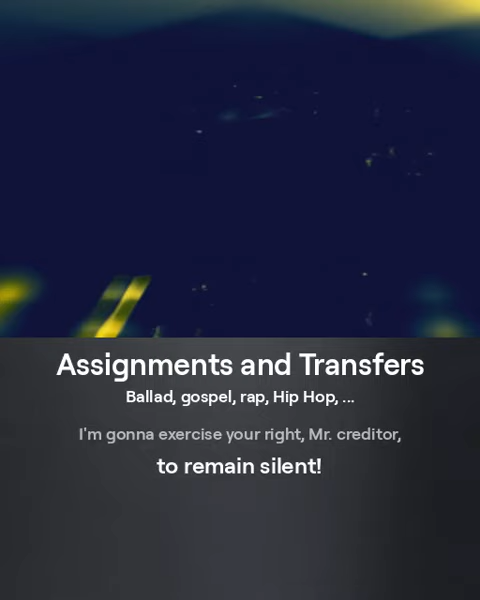 Assignments and Transfers
Ballad, gospel, rap, Hip Hop, ...
I'm gonna exercise your right, Mr. creditor,
to remain silent!